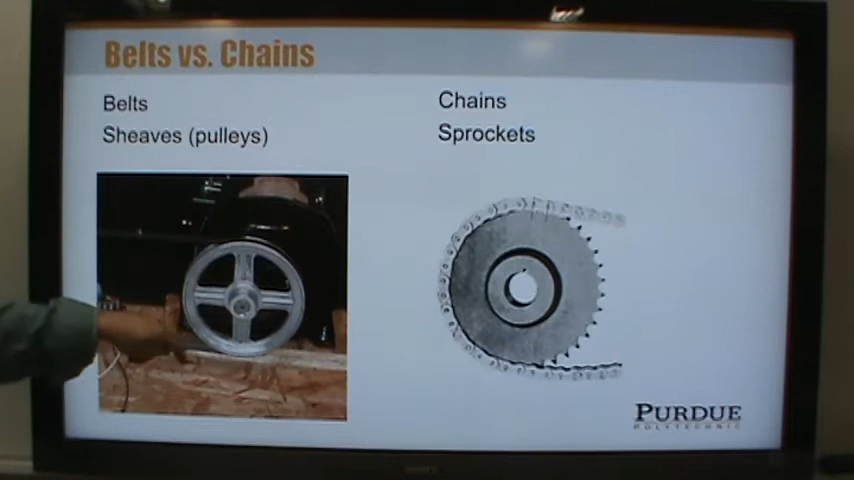 Belts vs. Chains
Belts
Sheaves (pulleys)
Chains
Sprockets
PURDUE
POLYTECHNIC